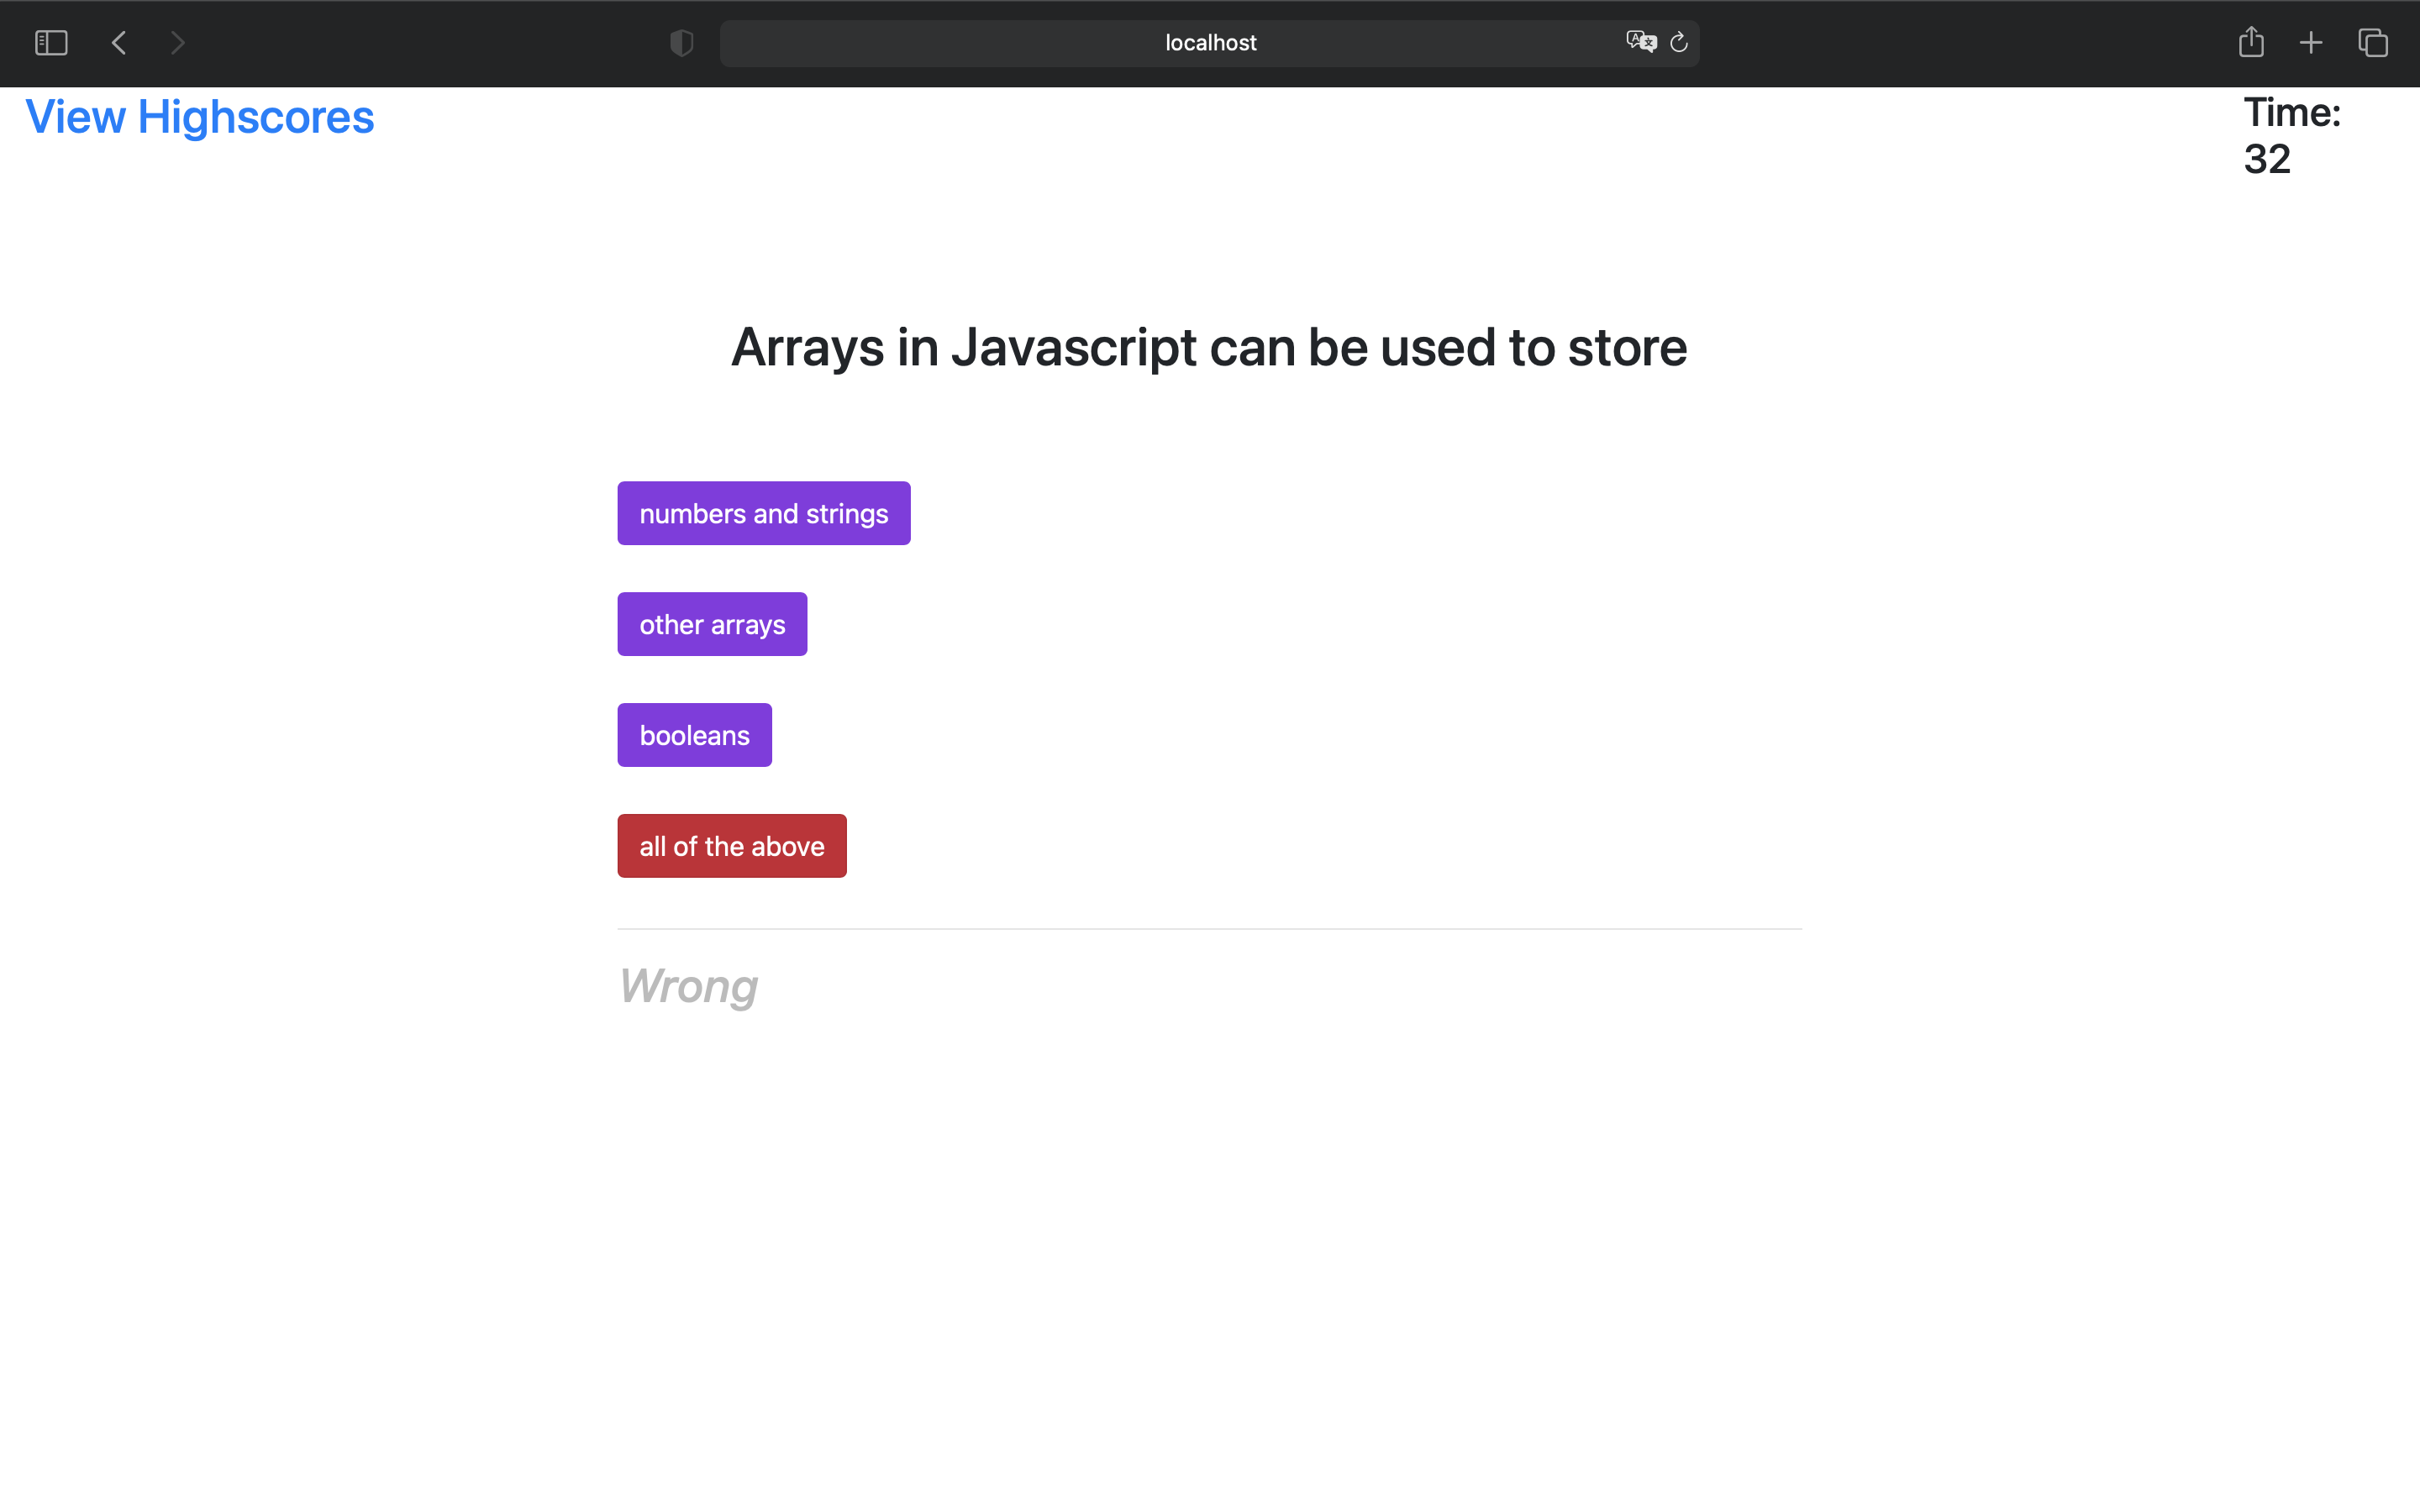 localhost
View Highscores
Time:
32
Arrays in Javascript can be used to store
numbers and strings
other arrays
booleans
all of the above
Wrong